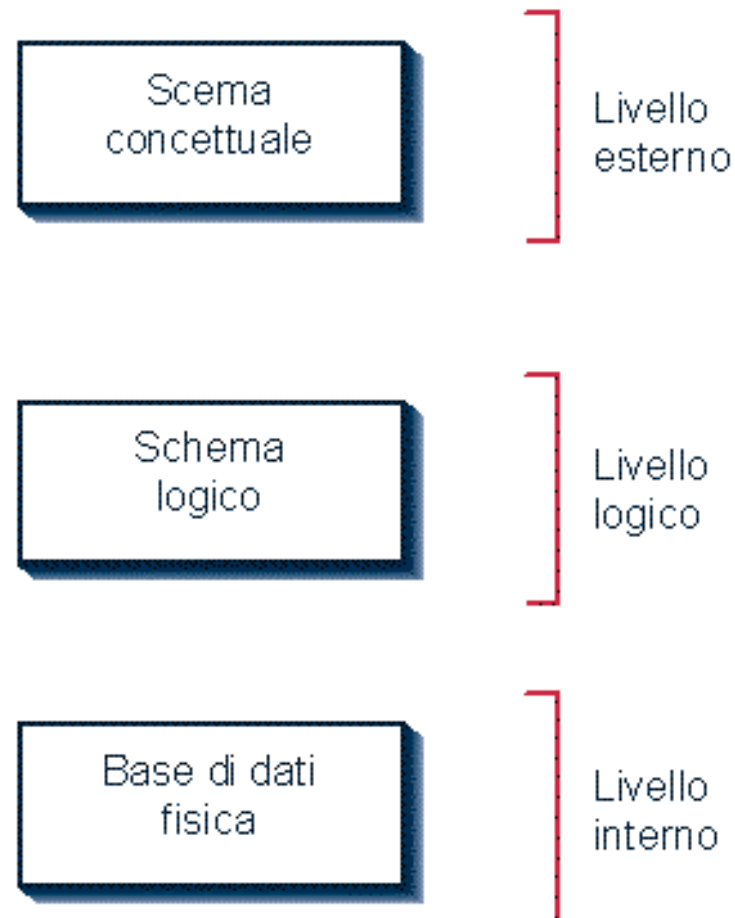 Scema
concettuale
Livello
esterno
Schema
logico
Livello
logico
Base di dati
fisica
Livello
interno